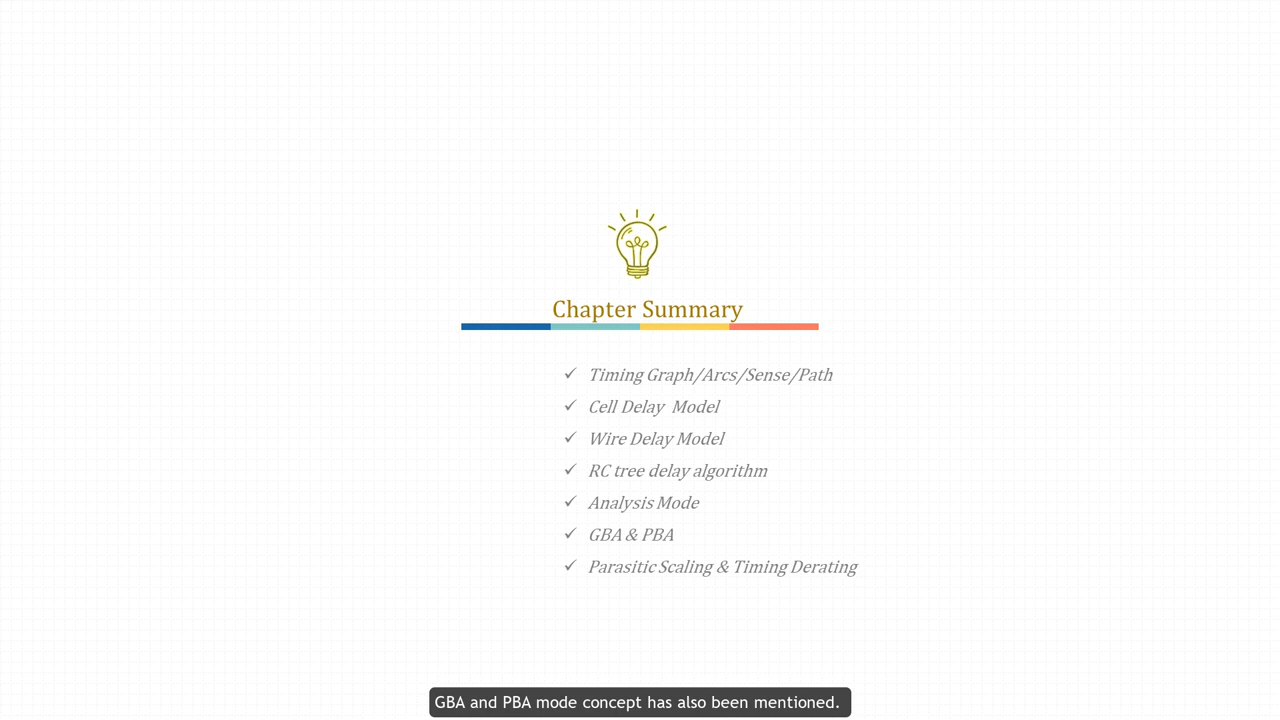 Chapter Summary
✓ Timing Graph/Arcs/Sense/Path
✓ Cell Delay Model
✓ Wire Delay Model
✓ RC tree delay algorithm
✓ Analysis Mode
✓ GBA & PBA
✓ Parasitic Scaling & Timing Derating
GBA and PBA mode concept has also been mentioned.